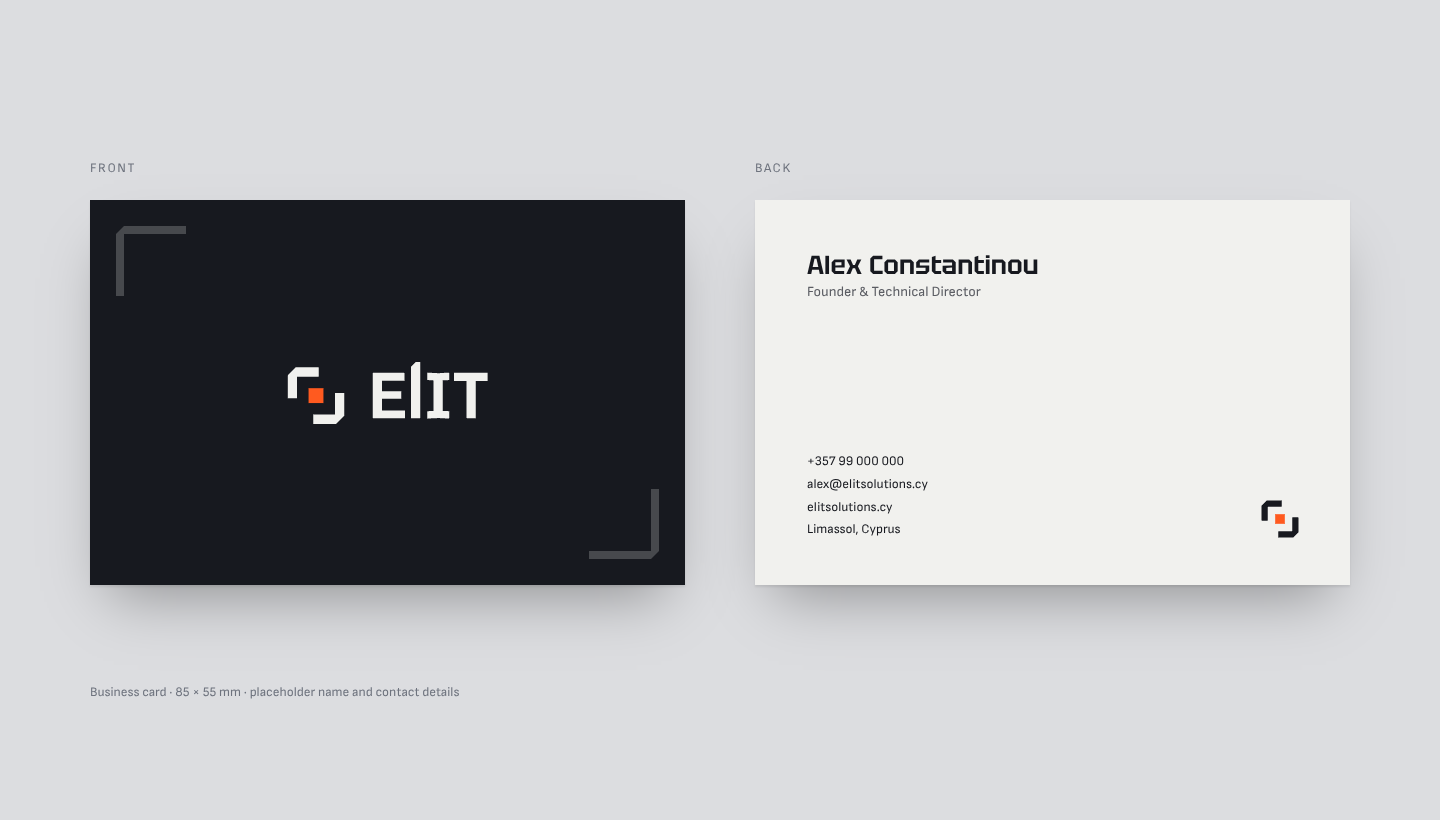 FRONT
BACK
ElIT
Alex Constantinou
Founder & Technical Director
+357 99 000 000
alex@elitsolutions.cy
elitsolutions.cy
Limassol, Cyprus
Business card · 85 × 55 mm · placeholder name and contact details